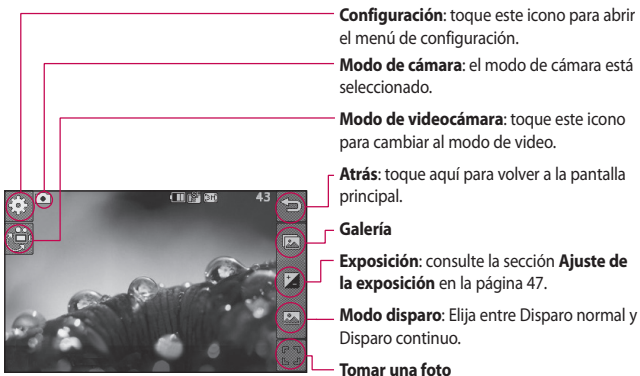 Configuración: toque este icono para abrir
el menú de configuración.
Modo de cámara: el modo de cámara está
seleccionado.
Modo de videocámara: toque este icono
para cambiar al modo de video.
Atrás: toque aquí para volver a la pantalla
principal.
Galería
Exposición: consulte la sección Ajuste de
la exposición en la página 47.
Modo disparo: Elija entre Disparo normal y
Disparo continuo.
Tomar una foto
43